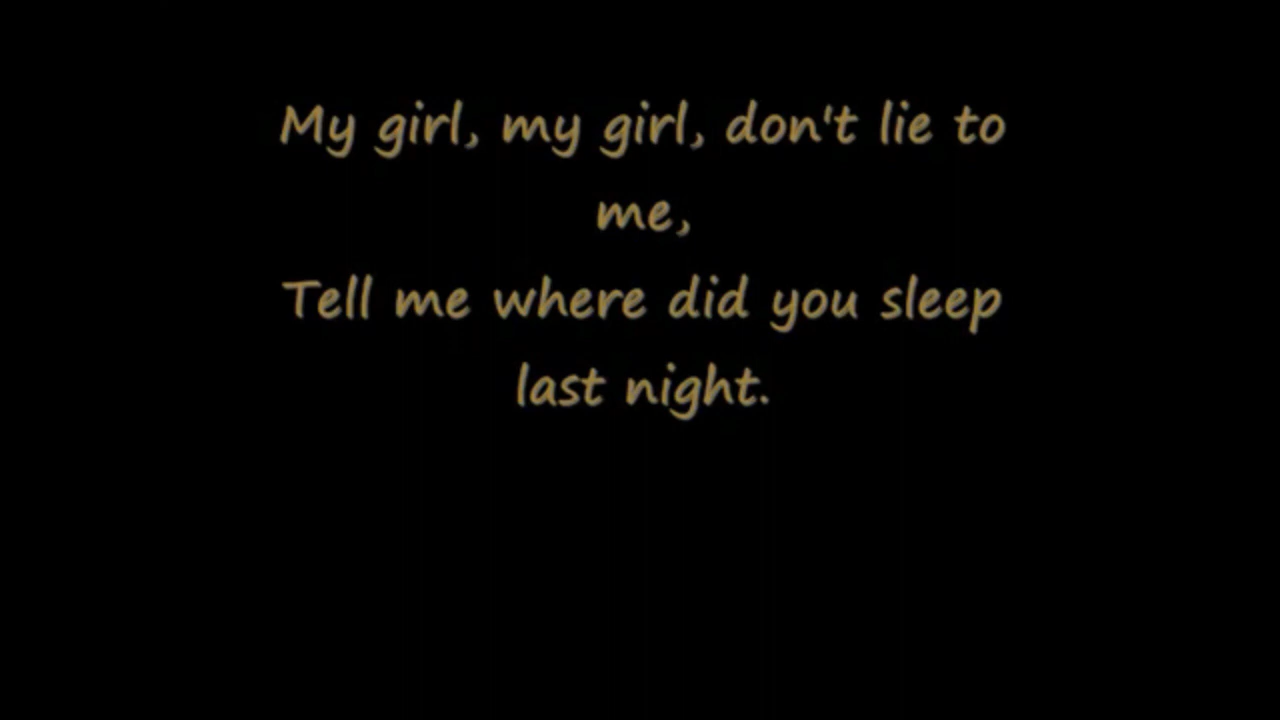 My girl, my girl, don't lie to
me,
Tell me where did you sleep
last night.